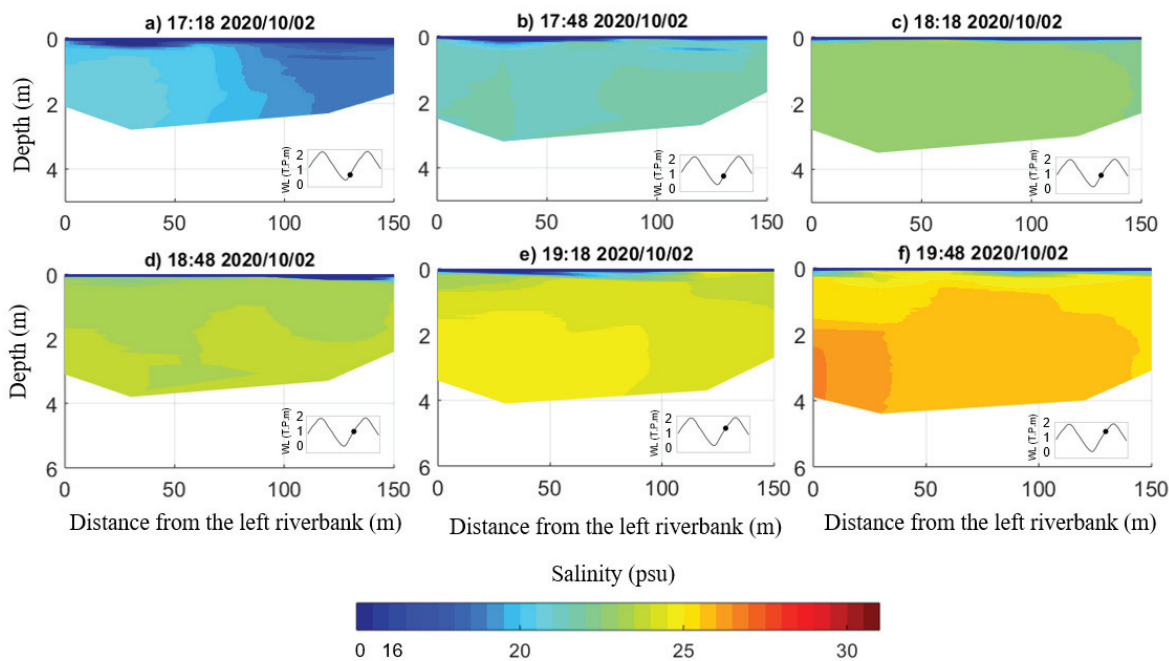 a) 17:18 2020/10/02
b) 17:48 2020/10/02
c) 18:18 2020/10/02
Depth (m)
0
2
4
WL (T.P.m)
2
1
0
0 50 100 150
0
2
4
WL (T.P.m)
2
1
0
0 50 100 150
0
2
4
WL (T.P.m)
2
1
0
0 50 100 150
d) 18:48 2020/10/02
e) 19:18 2020/10/02
f) 19:48 2020/10/02
Depth (m)
0
2
4
6
WL (T.P.m)
2
1
0
0 50 100 150
0
2
4
6
WL (T.P.m)
2
1
0
0 50 100 150
0
2
4
6
WL (T.P.m)
2
1
0
0 50 100 150
Distance from the left riverbank (m)
Distance from the left riverbank (m)
Distance from the left riverbank (m)
Salinity (psu)
0 16 20 25 30